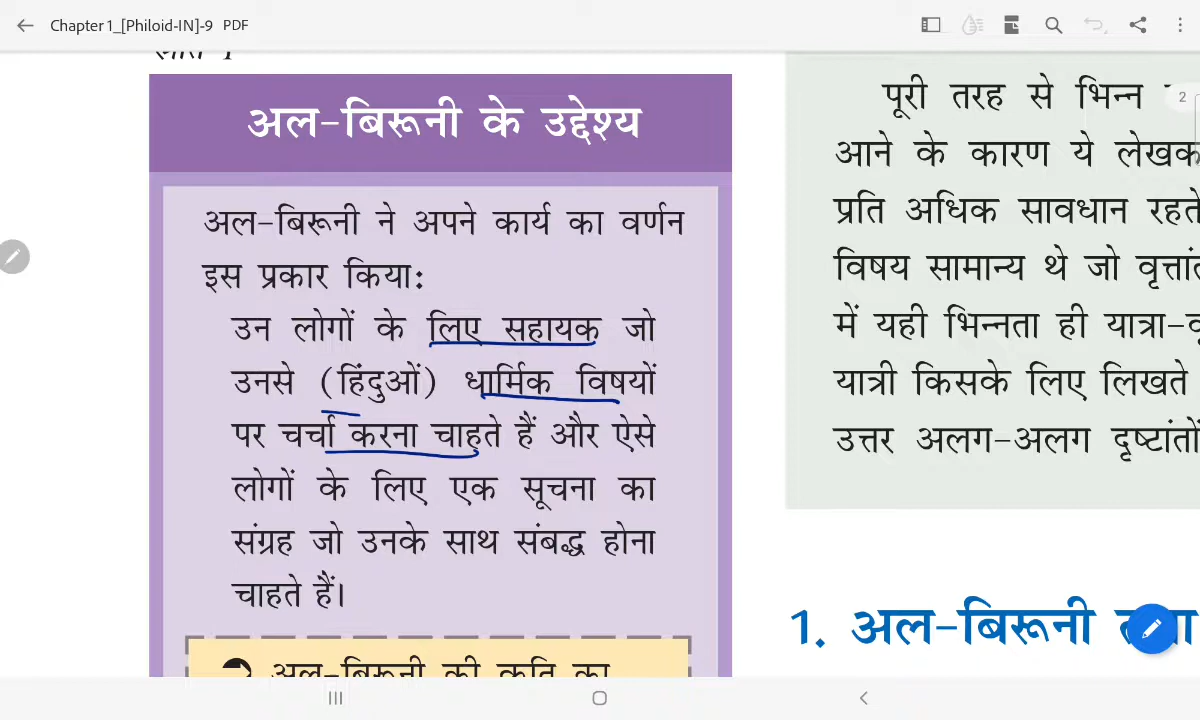 Chapter 1_[Philoid-IN]-9 PDF
अल-बिरूनी के उद्देश्य
अल-बिरूनी ने अपने कार्य का वर्णन
इस प्रकार किया:
उन लोगों के लिए सहायक जो
उनसे (हिंदुओं) धार्मिक विषयों
पर चर्चा करना चाहते हैं और ऐसे
लोगों के लिए एक सूचना का
संग्रह जो उनके साथ संबद्ध होना
चाहते हैं।
अल-बिरूनी की कृति का
पूरी तरह से भिन्न
2
आने के कारण ये लेखक
प्रति अधिक सावधान रहते
विषय सामान्य थे जो वृत्तांत
में यही भिन्नता ही यात्रा-वृ
यात्री किसके लिए लिखते
उत्तर अलग-अलग दृष्टांतों
1. अल-बिरूनी